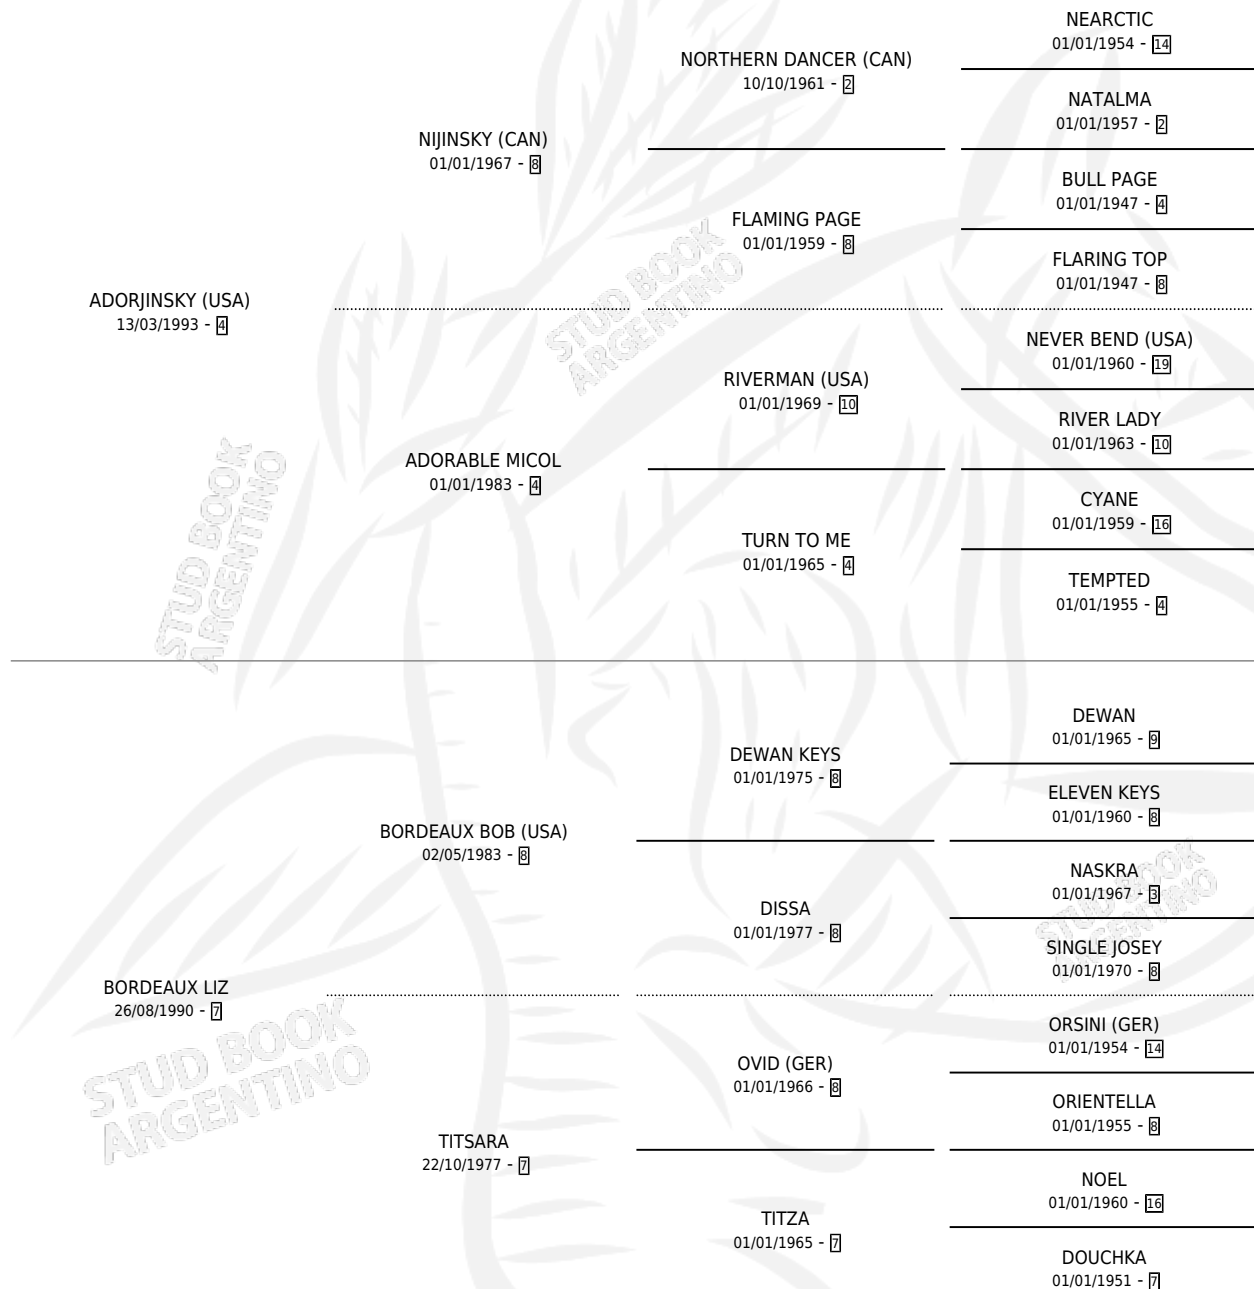 NEARCTIC
01/01/1954 - 14
NORTHERN DANCER (CAN)
10/10/1961 - 2
NATALMA
01/01/1957 - 2
NIJINSKY (CAN)
01/01/1967 - 8
BULL PAGE
01/01/1947 - 4
FLAMING PAGE
01/01/1959 - 8
FLARING TOP
01/01/1947 - 8
ADORJINSKY (USA)
13/03/1993 - 4
NEVER BEND (USA)
01/01/1960 - 19
RIVERMAN (USA)
01/01/1969 - 10
RIVER LADY
01/01/1963 - 10
ADORABLE MICOL
01/01/1983 - 4
CYANE
01/01/1959 - 16
TURN TO ME
01/01/1965 - 4
TEMPTED
01/01/1955 - 4
STUD BOOK
ARGENTINO
STUD BOOK
ARGENTINO
DEWAN
01/01/1965 - 9
DEWAN KEYS
01/01/1975 - 8
ELEVEN KEYS
01/01/1960 - 8
BORDEAUX BOB (USA)
02/05/1983 - 8
NASKRA
01/01/1967 - 3
DISSA
01/01/1977 - 8
SINGLE JOSEY
01/01/1970 - 8
BORDEAUX LIZ
26/08/1990 - 7
ORSINI (GER)
01/01/1954 - 14
OVID (GER)
01/01/1966 - 8
ORIENTELLA
01/01/1955 - 8
TITSARA
22/10/1977 - 7
NOEL
01/01/1960 - 16
TITZA
01/01/1965 - 7
DOUCHKA
01/01/1951 - 7
STUD BOOK
ARGENTINO
STUD BOOK
ARGENTINO